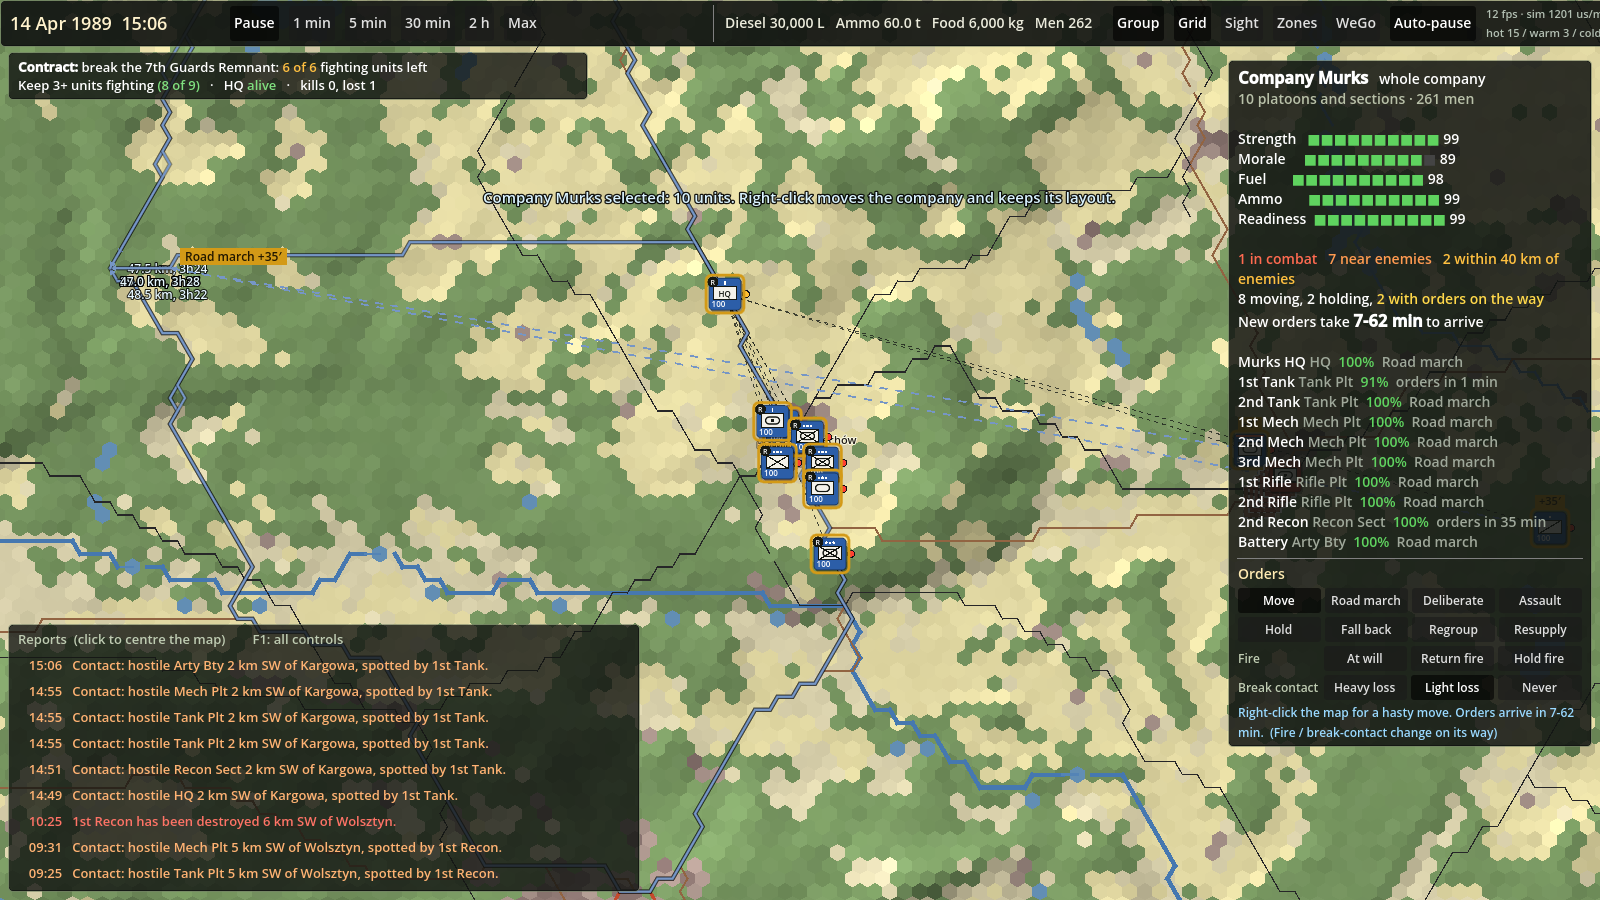 14 Apr 1989 15:06
Pause 1 min 5 min 30 min 2 h Max
Diesel 30,000 L Ammo 60.0 t Food 6,000 kg Men 262
Group Grid Sight Zones WeGo Auto-pause
12 fps · sim 1201 us/m
hot 15 / warm 3 / cold
Contract: break the 7th Guards Remnant: 6 of 6 fighting units left
Keep 3+ units fighting (8 of 9) · HQ alive · kills 0, lost 1
Company Murks selected: 10 units. Right-click moves the company and keeps its layout.
Road march +35′
47.0 km, 3h28
48.5 km, 3h22
R
HQ
100
R
100
R
R
100
R
100
R
100
R
100
Company Murks whole company
10 platoons and sections · 261 men
Strength 99
Morale 89
Fuel 98
Ammo 99
Readiness 99
1 in combat 7 near enemies 2 within 40 km of
enemies
8 moving, 2 holding, 2 with orders on the way
New orders take 7-62 min to arrive
Murks HQ HQ 100% Road march
1st Tank Tank Plt 91% orders in 1 min
2nd Tank Tank Plt 100% Road march
1st Mech Mech Plt 100% Road march
2nd Mech Mech Plt 100% Road march
3rd Mech Mech Plt 100% Road march
1st Rifle Rifle Plt 100% Road march
2nd Rifle Rifle Plt 100% Road march
2nd Recon Recon Sect 100% orders in 35 min
Battery Arty Bty 100% Road march
Orders
Move Road march Deliberate Assault
Hold Fall back Regroup Resupply
Fire At will Return fire Hold fire
Break contact Heavy loss Light loss Never
Right-click the map for a hasty move. Orders arrive in 7-62
min. (Fire / break-contact change on its way)
Reports (click to centre the map) F1: all controls
15:06 Contact: hostile Arty Bty 2 km SW of Kargowa, spotted by 1st Tank.
14:55 Contact: hostile Mech Plt 2 km SW of Kargowa, spotted by 1st Tank.
14:55 Contact: hostile Tank Plt 2 km SW of Kargowa, spotted by 1st Tank.
14:55 Contact: hostile Tank Plt 2 km SW of Kargowa, spotted by 1st Tank.
14:51 Contact: hostile Recon Sect 2 km SW of Kargowa, spotted by 1st Tank.
14:49 Contact: hostile HQ 2 km SW of Kargowa, spotted by 1st Tank.
10:25 1st Recon has been destroyed 6 km SW of Wolsztyn.
09:31 Contact: hostile Mech Plt 5 km SW of Wolsztyn, spotted by 1st Recon.
09:25 Contact: hostile Tank Plt 5 km SW of Wolsztyn, spotted by 1st Recon.